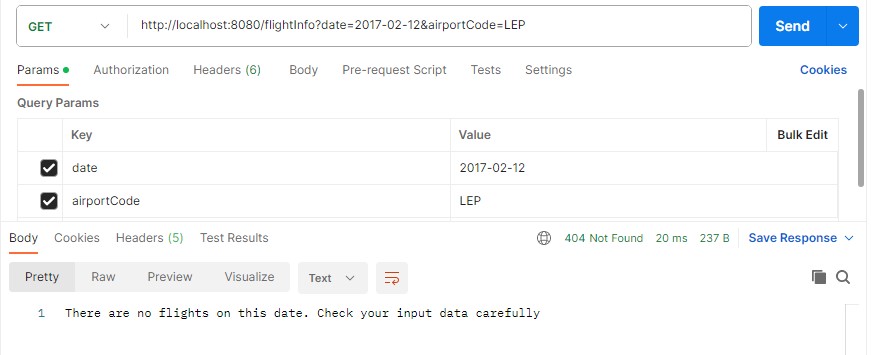 GET http://localhost:8080/flightInfo?date=2017-02-12&airportCode=LEP Send
Params Authorization Headers (6) Body Pre-request Script Tests Settings Cookies
Query Params
Key Value Bulk Edit
date 2017-02-12
airportCode LEP
Body Cookies Headers (5) Test Results 404 Not Found 20 ms 237 B Save Response
Pretty Raw Preview Visualize Text
1 There are no flights on this date. Check your input data carefully